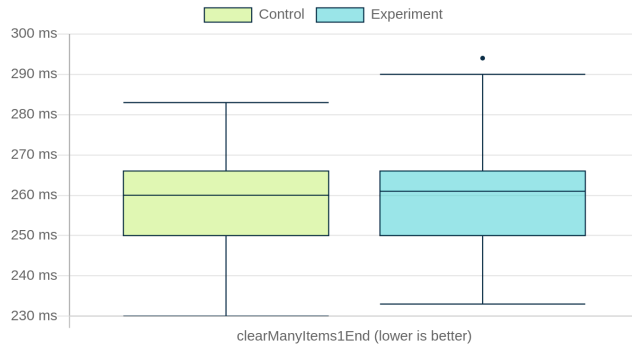 Control Experiment
300 ms
290 ms
280 ms
270 ms
260 ms
250 ms
240 ms
230 ms
clearManyItems1End (lower is better)